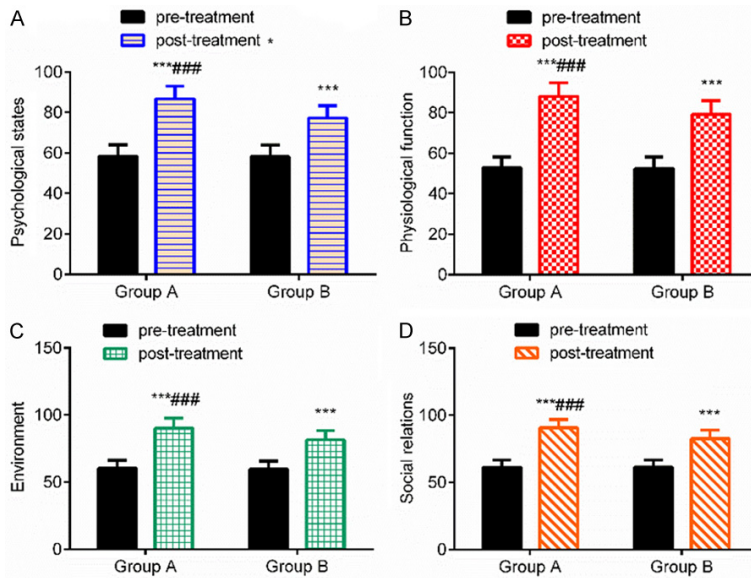 A
pre-treatment
post-treatment *
Psychological states
100
80
60
40
20
0
***###
***
Group A
Group B
B
pre-treatment
post-treatment
Physiological function
100
80
60
40
20
0
***###
***
Group A
Group B
C
pre-treatment
post-treatment
Environment
150
100
50
0
***###
***
Group A
Group B
D
pre-treatment
post-treatment
Social relations
150
100
50
0
***###
***
Group A
Group B